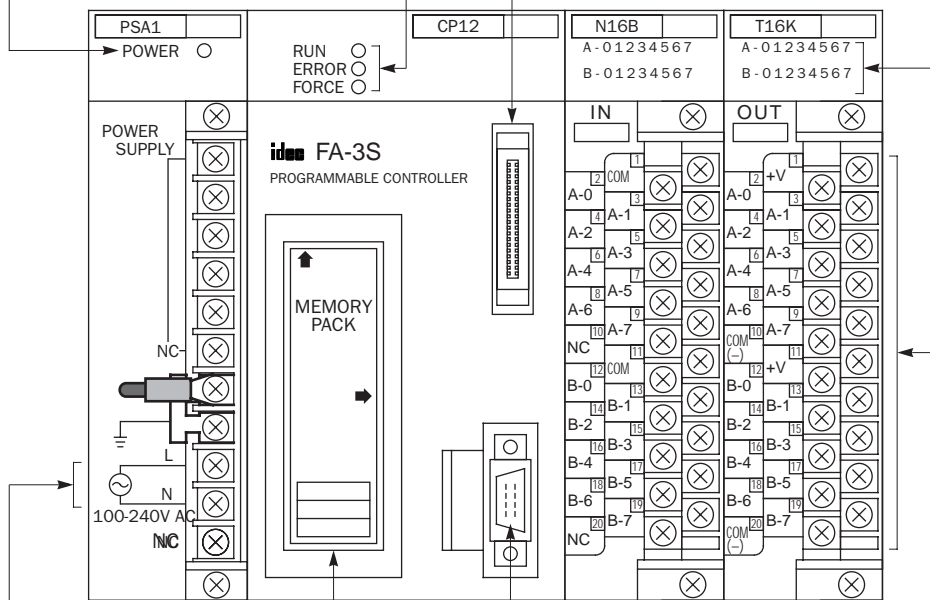 PSA1
CP12
N16B
T16K
POWER
RUN
ERROR
FORCE
A-01234567
B-01234567
A-01234567
B-01234567
POWER
SUPPLY
NC
L
N
100-240V AC
NC
idec FA-3S
PROGRAMMABLE CONTROLLER
MEMORY
PACK
IN
1 COM
2 A-0
3 A-1
4 A-2
5 A-3
6 A-4
7 A-5
8 A-6
9 A-7
10 NC
11 COM
12 B-0
13 B-1
14 B-2
15 B-3
16 B-4
17 B-5
18 B-6
19 B-7
20 NC
OUT
1 +V
2 A-0
3 A-1
4 A-2
5 A-3
6 A-4
7 A-5
8 A-6
9 A-7
10 COM
(–)
11 +V
12 B-0
13 B-1
14 B-2
15 B-3
16 B-4
17 B-5
18 B-6
19 B-7
20 COM
(–)